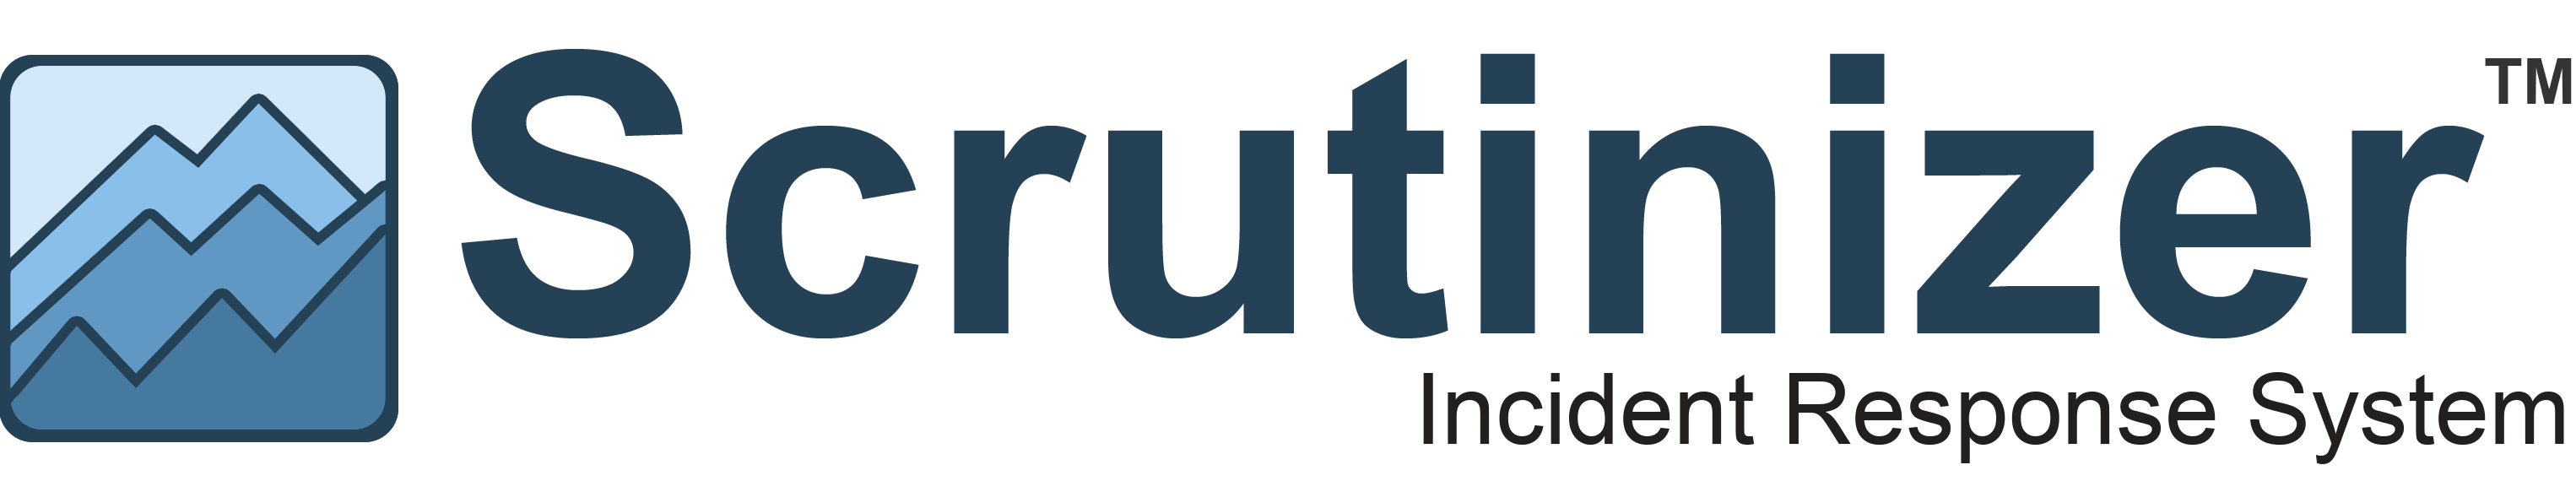 Scrutinizer™
Incident Response System